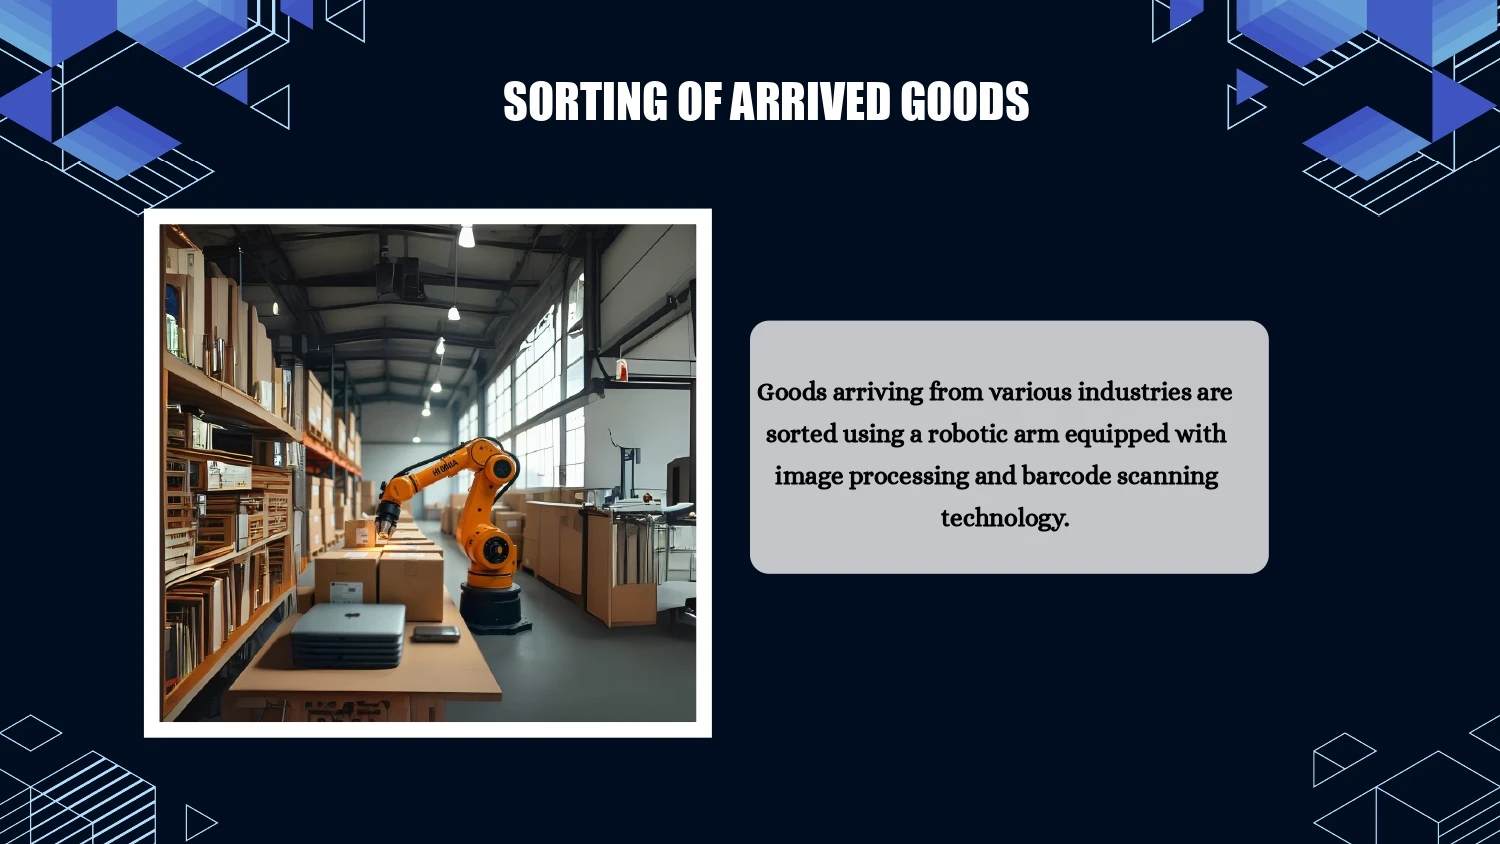 SORTING OF ARRIVED GOODS
Goods arriving from various industries are
sorted using a robotic arm equipped with
image processing and barcode scanning
technology.